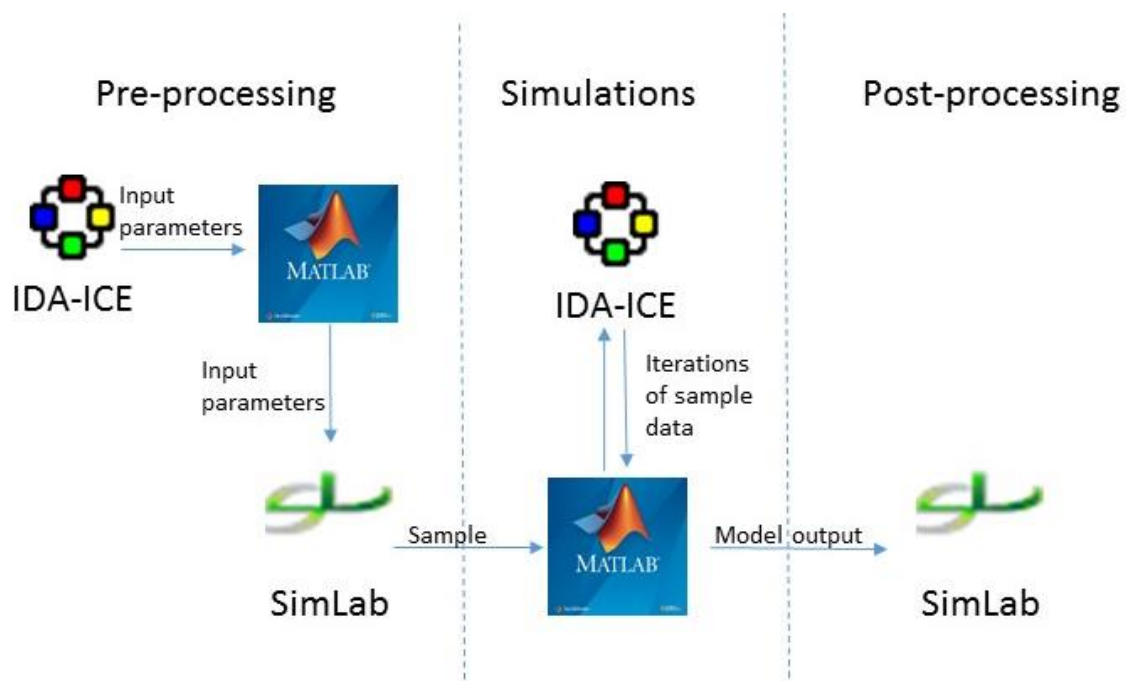 Pre-processing
Simulations
Post-processing
Input
parameters
MATLAB
IDA-ICE
Input
parameters
SimLab
Sample
IDA-ICE
Iterations
of sample
data
MATLAB
Model output
SimLab